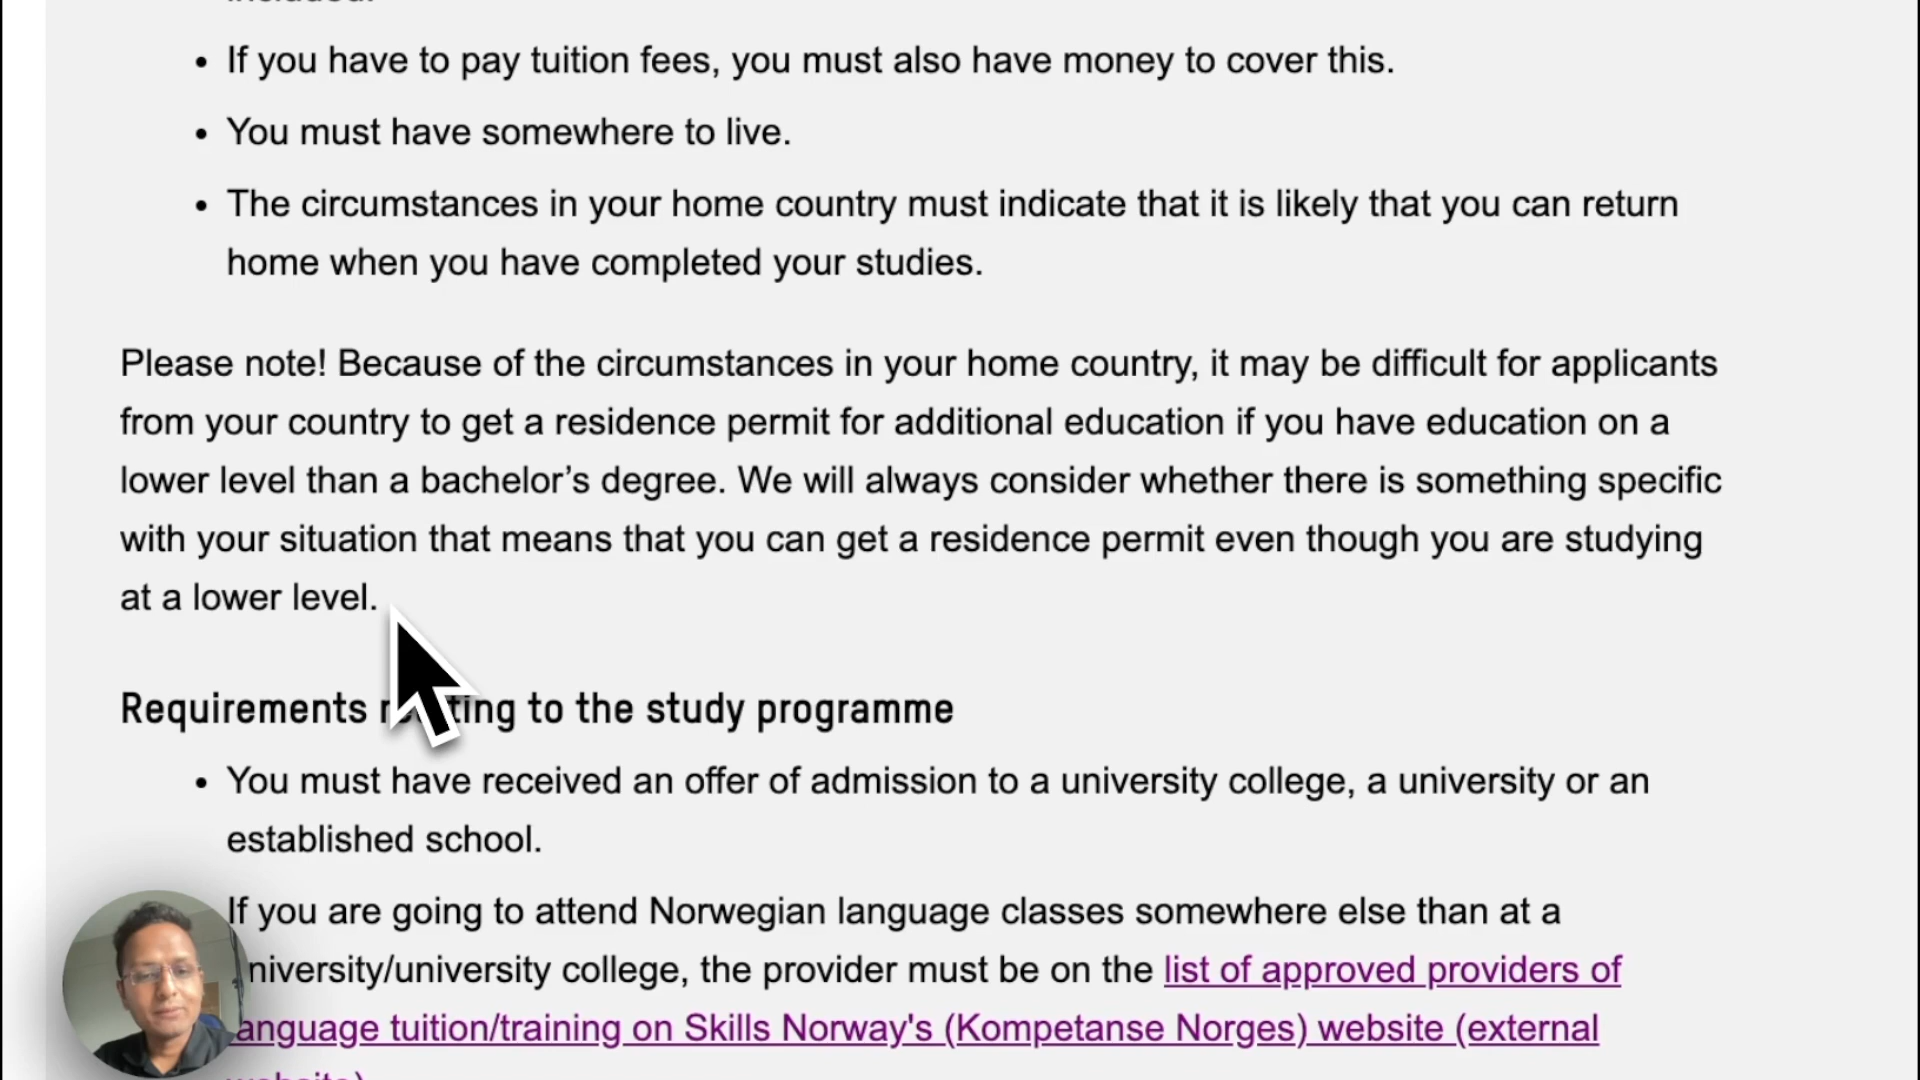 If you have to pay tuition fees, you must also have money to cover this.
You must have somewhere to live.
The circumstances in your home country must indicate that it is likely that you can return
home when you have completed your studies.
Please note! Because of the circumstances in your home country, it may be difficult for applicants
from your country to get a residence permit for additional education if you have education on a
lower level than a bachelor’s degree. We will always consider whether there is something specific
with your situation that means that you can get a residence permit even though you are studying
at a lower level.
Requirements relating to the study programme
You must have received an offer of admission to a university college, a university or an
established school.
If you are going to attend Norwegian language classes somewhere else than at a
university/university college, the provider must be on the list of approved providers of
language tuition/training on Skills Norway's (Kompetanse Norges) website (external